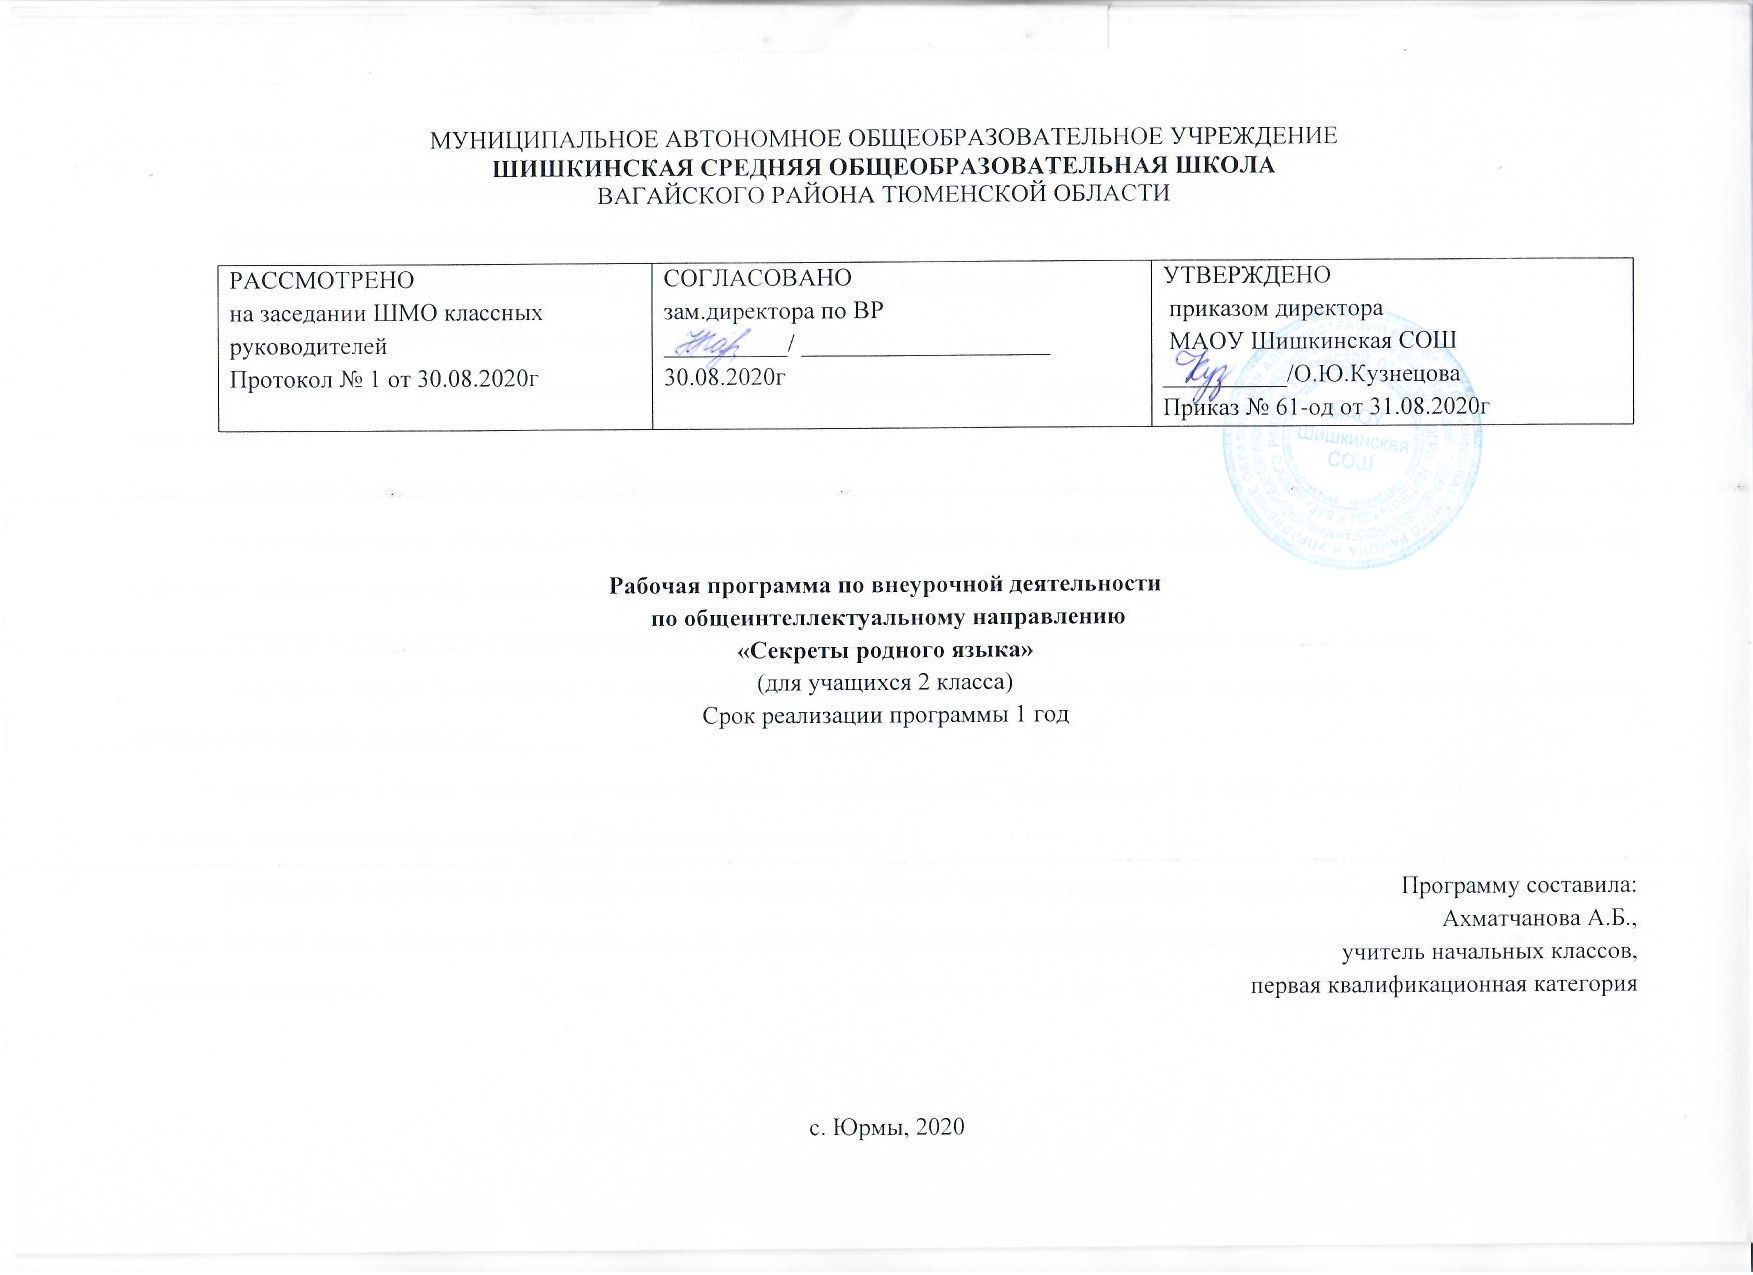 МУНИЦИПАЛЬНОЕ АВТОНОМНОЕ ОБЩЕОБРАЗОВАТЕЛЬНОЕ УЧРЕЖДЕНИЕ
ШИШКИНСКАЯ СРЕДНЯЯ ОБЩЕОБРАЗОВАТЕЛЬНАЯ ШКОЛА
ВАГАЙСКОГО РАЙОНА ТЮМЕНСКОЙ ОБЛАСТИ
РАССМОТРЕНО
на заседании ШМО классных
руководителей
Протокол № 1 от 30.08.2020г
СОГЛАСОВАНО
зам.директора по ВР
__________/ ____________________
30.08.2020г
УТВЕРЖДЕНО
приказом директора
МАОУ Шишкинская СОШ
__________/О.Ю.Кузнецова
Приказ № 61-од от 31.08.2020г
Шишкинская
СОШ
Рабочая программа по внеурочной деятельности
по общеинтеллектуальному направлению
«Секреты родного языка»
(для учащихся 2 класса)
Срок реализации программы 1 год
Программу составила:
Ахматчанова А.Б.,
учитель начальных классов,
первая квалификационная категория
с. Юрмы, 2020